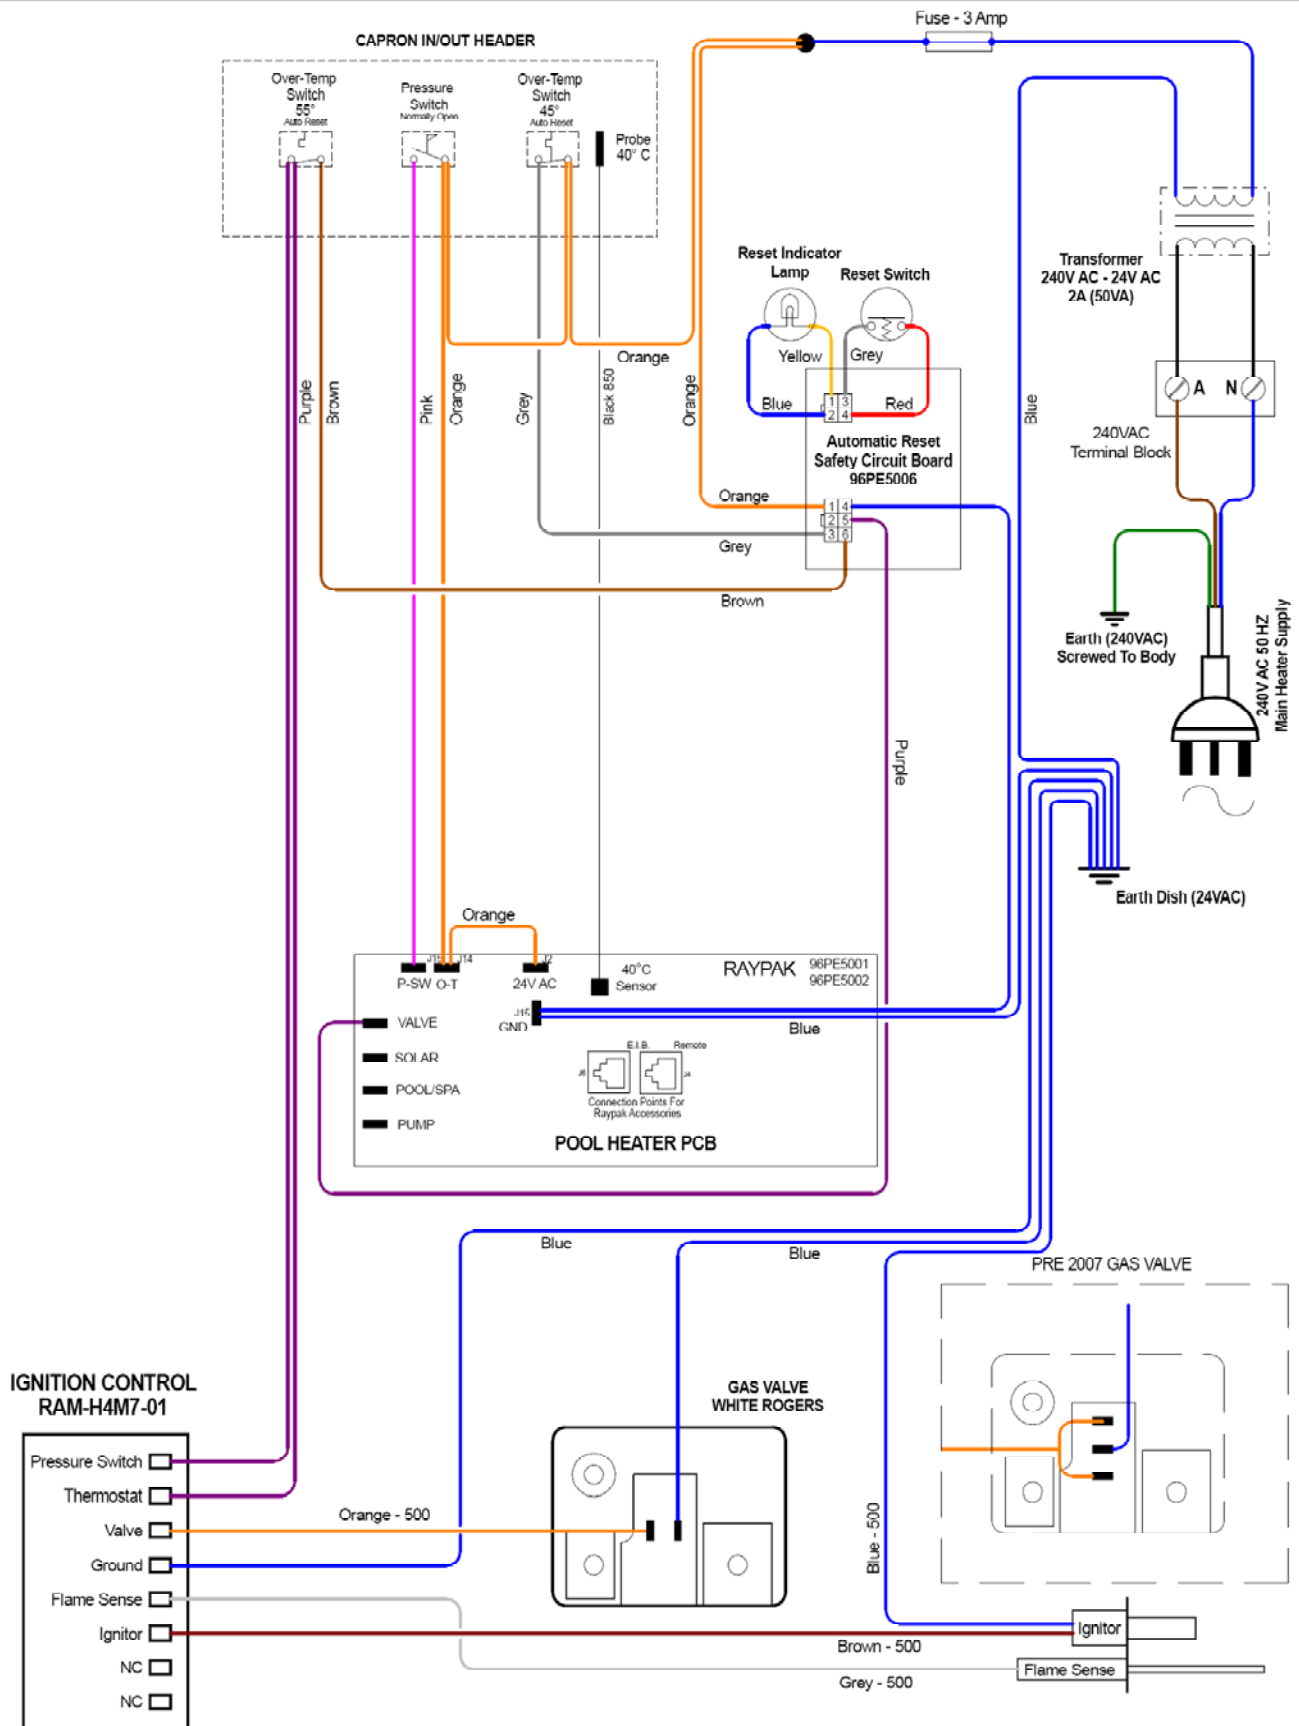 Fuse - 3 Amp
CAPRON IN/OUT HEADER
Over-Temp
Switch
55°
Auto Reset
Pressure
Switch
Normally Open
Over-Temp
Switch
45°
Auto Reset
Probe
40° C
Reset Indicator
Lamp
Reset Switch
Transformer
240V AC - 24V AC
2A (50VA)
Yellow
Grey
Orange
Purple
Brown
Pink
Orange
Grey
Black 850
Orange
Blue
Red
1 3
2 4
Blue
A N
240VAC
Terminal Block
Automatic Reset
Safety Circuit Board
96PE5006
Orange
1 4
2 5
3 6
Grey
Brown
Earth (240VAC)
Screwed To Body
240V AC 50 HZ
Main Heater Supply
Purple
Earth Dish (24VAC)
Orange
J15
J14
J2
P-SW
O-T
24V AC
40°C
Sensor
RAYPAK
96PE5001
96PE5002
J15
GND
Blue
VALVE
SOLAR
POOL/SPA
PUMP
E.I.B.
Remote
J6
J4
Connection Points For
Raypak Accessories
POOL HEATER PCB
Blue
Blue
PRE 2007 GAS VALVE
IGNITION CONTROL
RAM-H4M7-01
GAS VALVE
WHITE ROGERS
Pressure Switch
Thermostat
Valve
Ground
Flame Sense
Ignitor
NC
NC
Orange - 500
Blue - 500
Brown - 500
Grey - 500
Ignitor
Flame Sense